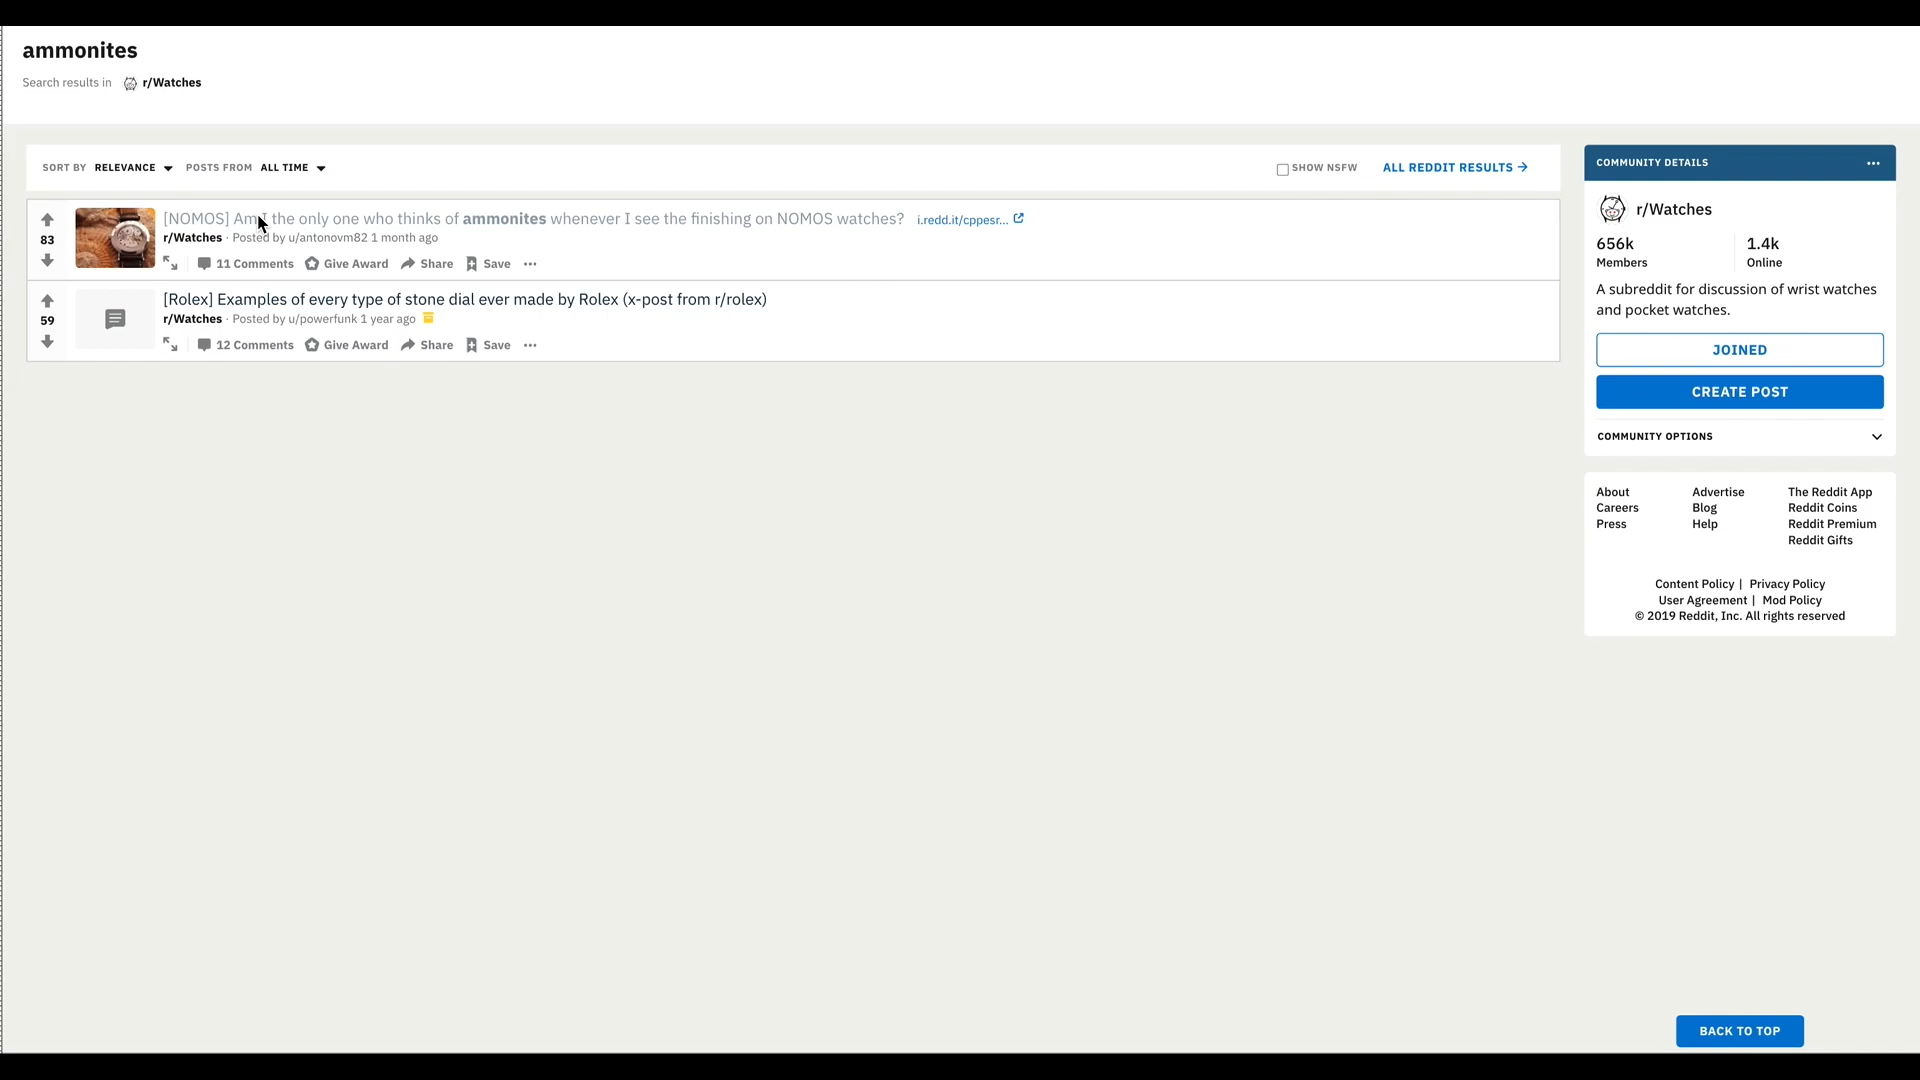 ammonites
Search results in r/Watches
SORT BY RELEVANCE POSTS FROM ALL TIME SHOW NSFW ALL REDDIT RESULTS
[NOMOS] Am I the only one who thinks of ammonites whenever I see the finishing on NOMOS watches? i.redd.it/cppesr...
r/Watches · Posted by u/antonovm82 1 month ago
83
11 Comments Give Award Share Save
[Rolex] Examples of every type of stone dial ever made by Rolex (x-post from r/rolex)
r/Watches · Posted by u/powerfunk 1 year ago
59
12 Comments Give Award Share Save
COMMUNITY DETAILS
r/Watches
656k 1.4k
Members Online
A subreddit for discussion of wrist watches
and pocket watches.
JOINED
CREATE POST
COMMUNITY OPTIONS
About Advertise The Reddit App
Careers Blog Reddit Coins
Press Help Reddit Premium
Reddit Gifts
Content Policy | Privacy Policy
User Agreement | Mod Policy
© 2019 Reddit, Inc. All rights reserved
BACK TO TOP